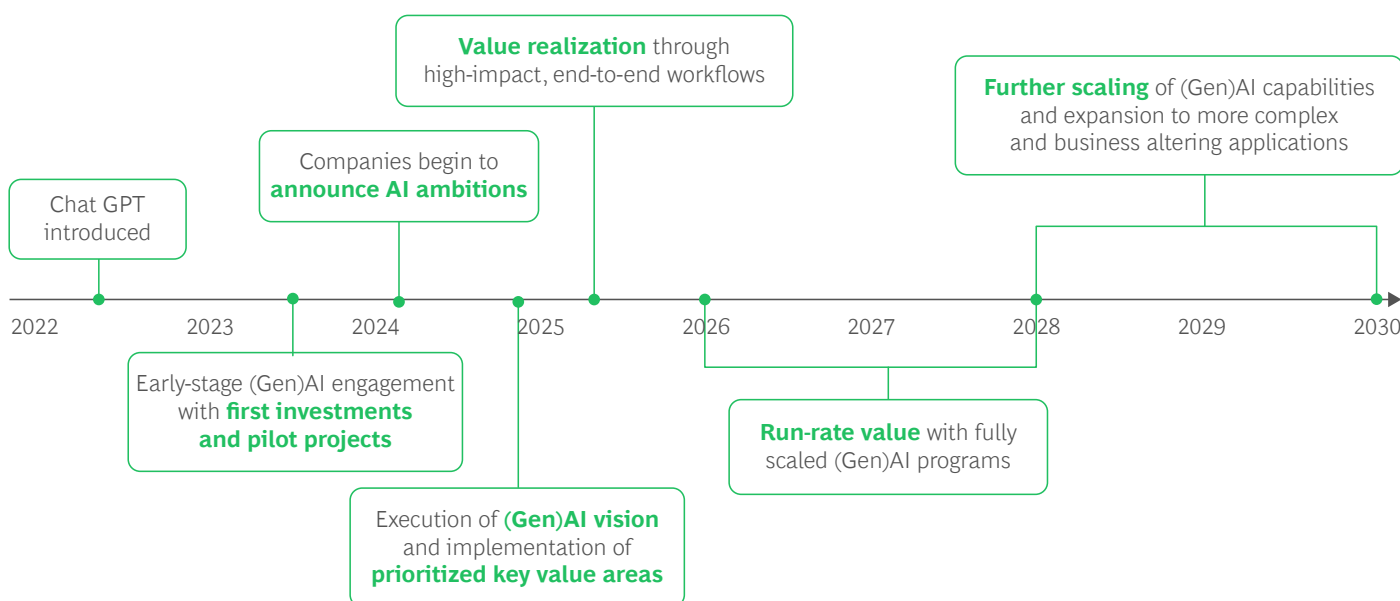 Value realization through
high-impact, end-to-end workflows
Further scaling of (Gen)AI capabilities
and expansion to more complex
and business altering applications
Companies begin to
announce AI ambitions
Chat GPT
introduced
2022
2023
2024
2025
2026
2027
2028
2029
2030
Early-stage (Gen)AI engagement
with first investments
and pilot projects
Run-rate value with fully
scaled (Gen)AI programs
Execution of (Gen)AI vision
and implementation of
prioritized key value areas